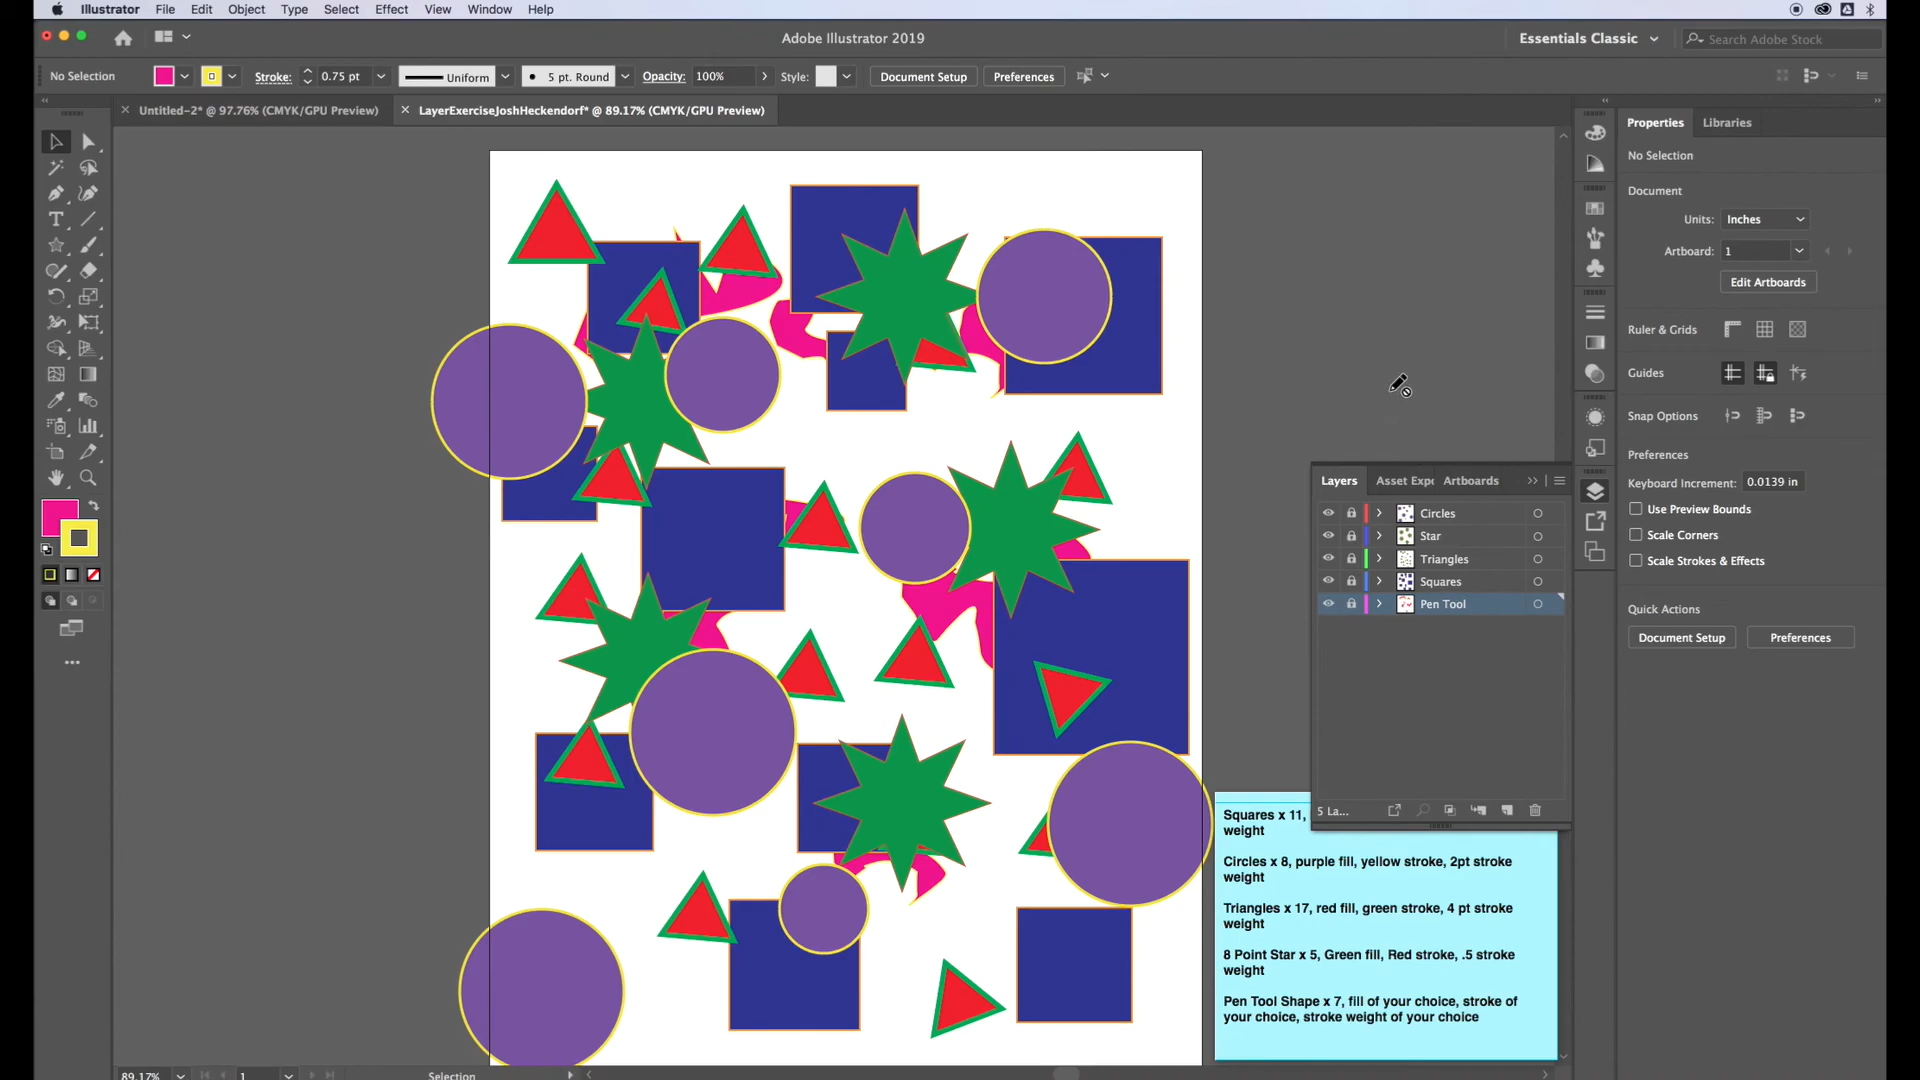 Illustrator File Edit Object Type Select Effect View Window Help
Adobe Illustrator 2019
Essentials Classic
Search Adobe Stock
No Selection
Stroke: 0.75 pt
Uniform
5 pt. Round
Opacity: 100%
Style:
Document Setup
Preferences
Untitled-2* @ 97.76% (CMYK/GPU Preview)
LayerExerciseJoshHeckendorf* @ 89.17% (CMYK/GPU Preview)
Properties Libraries
No Selection
Document
Units: Inches
Artboard: 1
Edit Artboards
Ruler & Grids
Guides
Snap Options
Preferences
Keyboard Increment: 0.0139 in
Use Preview Bounds
Scale Corners
Scale Strokes & Effects
Quick Actions
Document Setup Preferences
Layers Asset Expo Artboards
Circles
Star
Triangles
Squares
Pen Tool
5 La...
Squares x 11,
weight
Circles x 8, purple fill, yellow stroke, 2pt stroke
weight
Triangles x 17, red fill, green stroke, 4 pt stroke
weight
8 Point Star x 5, Green fill, Red stroke, .5 stroke
weight
Pen Tool Shape x 7, fill of your choice, stroke of
your choice, stroke weight of your choice
89.17% 1 Selection